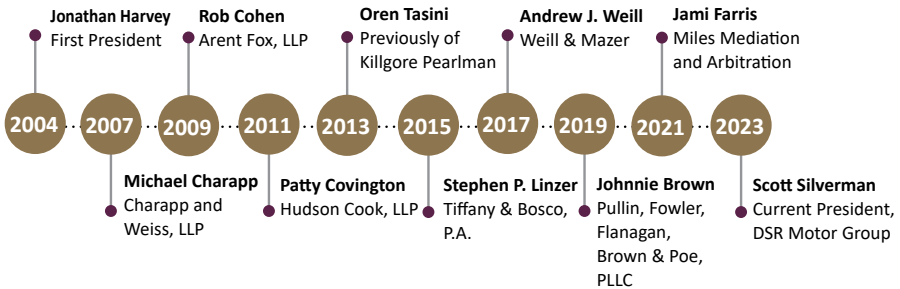 Jonathan Harvey
First President
Rob Cohen
Arent Fox, LLP
Oren Tasini
Previously of
Killgore Pearlman
Andrew J. Weill
Weill & Mazer
Jami Farris
Miles Mediation
and Arbitration
2004
2007
2009
2011
2013
2015
2017
2019
2021
2023
Michael Charapp
Charapp and
Weiss, LLP
Patty Covington
Hudson Cook, LLP
Stephen P. Linzer
Tiffany & Bosco,
P.A.
Johnnie Brown
Pullin, Fowler,
Flanagan,
Brown & Poe,
PLLC
Scott Silverman
Current President,
DSR Motor Group